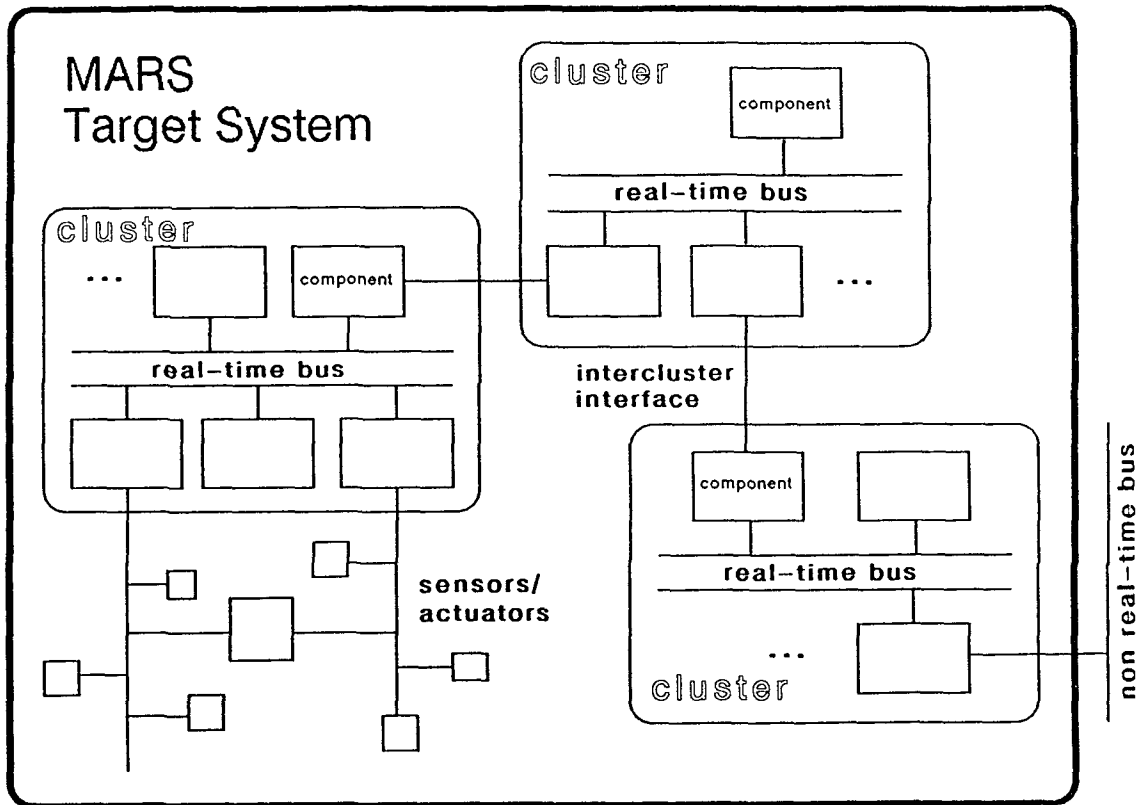 MARS
Target System
cluster
component
real-time bus
...
cluster
...
component
real-time bus
intercluster
interface
sensors/
actuators
component
real-time bus
...
cluster
non real-time bus